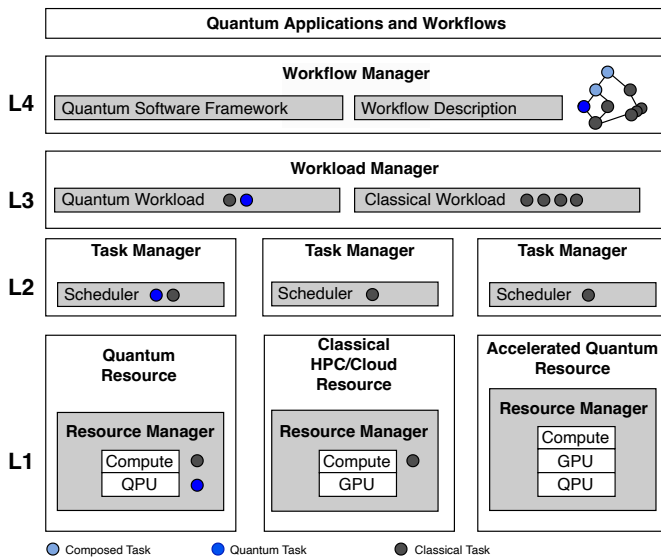 Quantum Applications and Workflows
L4
Workflow Manager
Quantum Software Framework
Workflow Description
L3
Workload Manager
Quantum Workload
Classical Workload
L2
Task Manager
Scheduler
Task Manager
Scheduler
Task Manager
Scheduler
L1
Quantum
Resource
Resource Manager
Compute
QPU
Classical
HPC/Cloud
Resource
Resource Manager
Compute
GPU
Accelerated Quantum
Resource
Resource Manager
Compute
GPU
QPU
Composed Task
Quantum Task
Classical Task